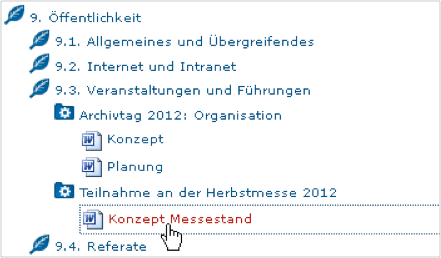 9. Öffentlichkeit
9.1. Allgemeines und Übergreifendes
9.2. Internet und Intranet
9.3. Veranstaltungen und Führungen
Archivtag 2012: Organisation
Konzept
Planung
Teilnahme an der Herbstmesse 2012
Konzept Messestand
9.4. Referate